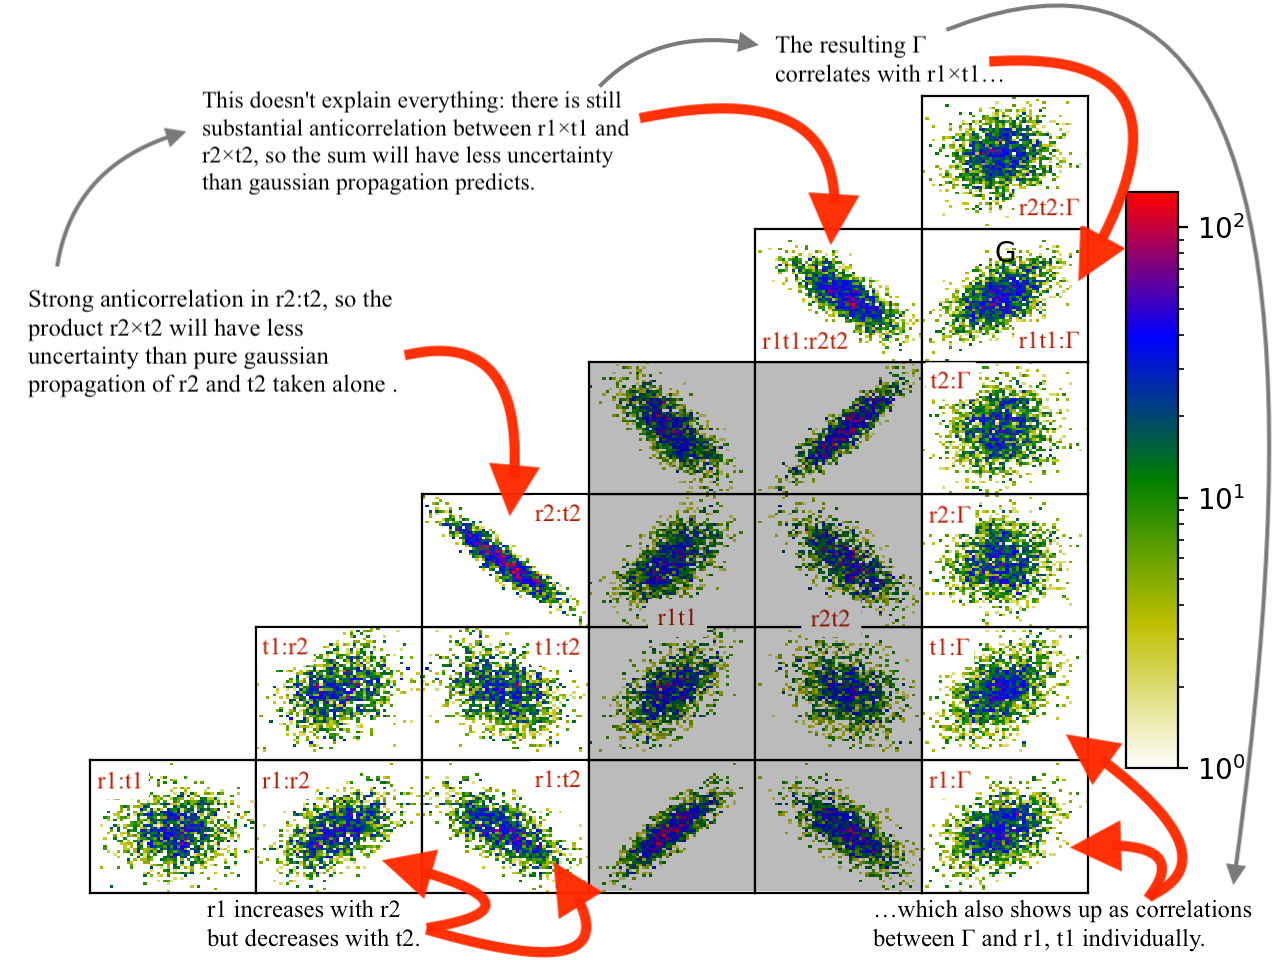 The resulting Γ
correlates with r1×t1…
This doesn't explain everything: there is still
substantial anticorrelation between r1×t1 and
r2×t2, so the sum will have less uncertainty
than gaussian propagation predicts.
Strong anticorrelation in r2:t2, so the
product r2×t2 will have less
uncertainty than pure gaussian
propagation of r2 and t2 taken alone .
r2t2:Γ
G
r1t1:r2t2
r1t1:Γ
t2:Γ
r2:t2
r2:Γ
r1t1
r2t2
t1:r2
t1:t2
t1:Γ
r1:t1
r1:r2
r1:t2
r1:Γ
10²
10¹
10⁰
r1 increases with r2
but decreases with t2.
…which also shows up as correlations
between Γ and r1, t1 individually.